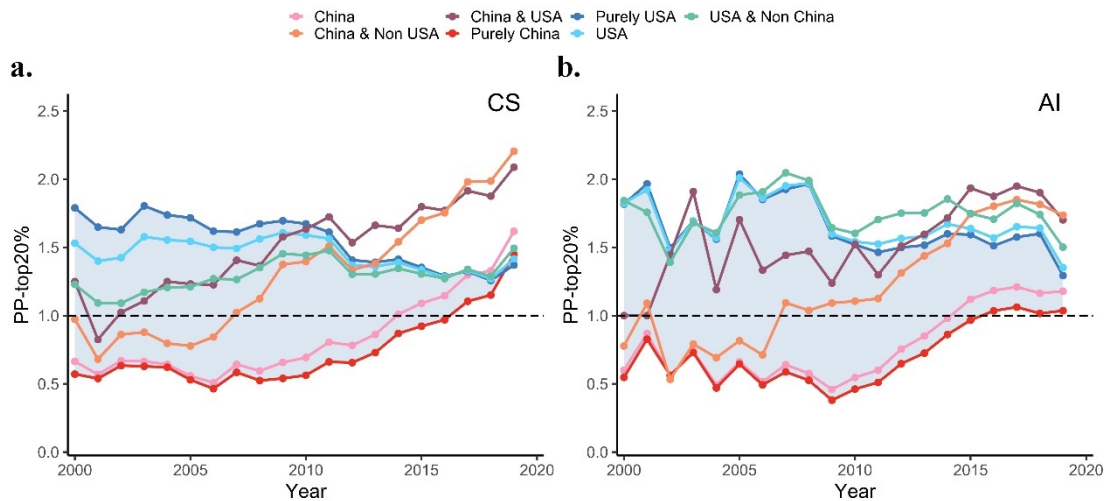 China
China & USA
Purely USA
USA & Non China
China & Non USA
Purely China
USA
a.
b.
CS
AI
PP-top20%
2.5
2.0
1.5
1.0
0.5
0.0
2000
2005
2010
2015
2020
Year
PP-top20%
2.5
2.0
1.5
1.0
0.5
0.0
2000
2005
2010
2015
2020
Year